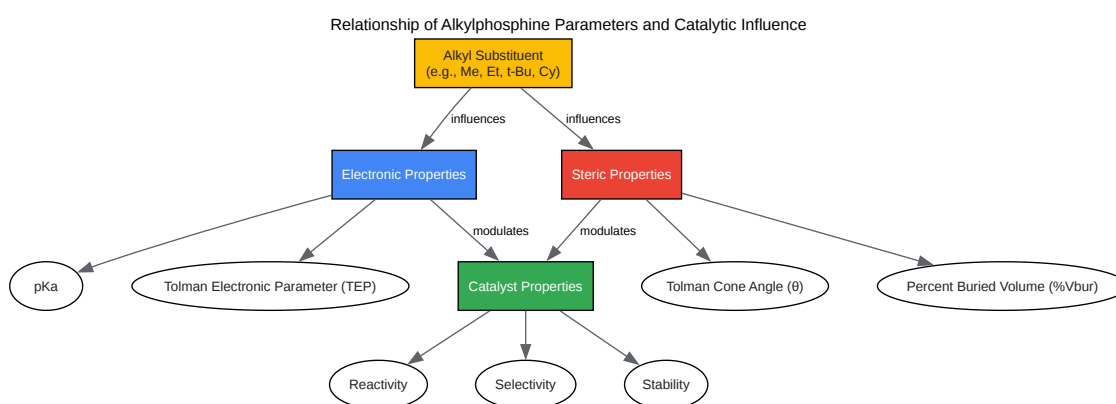 Relationship of Alkylphosphine Parameters and Catalytic Influence
Alkyl Substituent
(e.g., Me, Et, t-Bu, Cy)
influences
influences
Electronic Properties
Steric Properties
modulates
modulates
pKa
Tolman Electronic Parameter (TEP)
Catalyst Properties
Tolman Cone Angle (θ)
Percent Buried Volume (%Vbur)
Reactivity
Selectivity
Stability